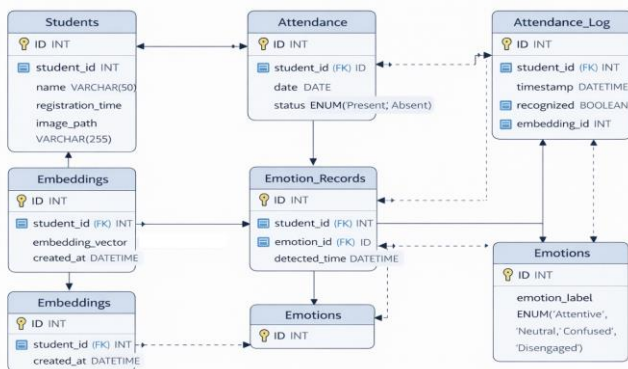 Students
ID INT
student_id INT
name VARCHAR(50)
registration_time
image_path
VARCHAR(255)
Attendance
ID INT
student_id (FK) ID
date DATE
status ENUM(Present; Absent)
Attendance_Log
ID INT
student_id (FK) INT
timestamp DATETIME
recognized BOOLEAN
embedding_id INT
Embeddings
ID INT
student_id (FK) INT
embedding_vector
created_at DATETIME
Emotion_Records
ID INT
student_id (FK) INT
emotion_id (FK) ID
detected_time DATETIME
Emotions
ID INT
emotion_label
ENUM('Attentive',
'Neutral,' Confused',
'Disengaged')
Embeddings
ID INT
student_id (FK) INT
created_at DATETIME
Emotions
ID INT